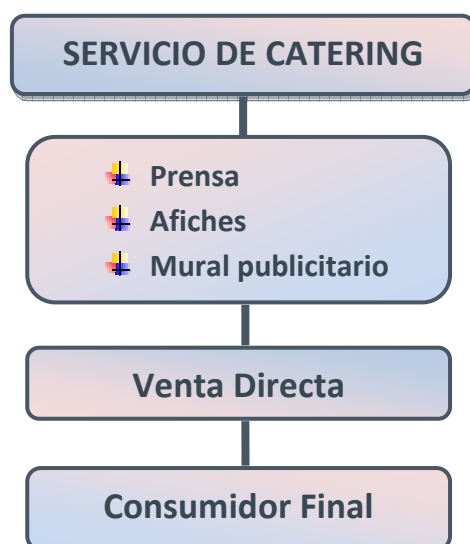 SERVICIO DE CATERING
Prensa
Afiches
Mural publicitario
Venta Directa
Consumidor Final